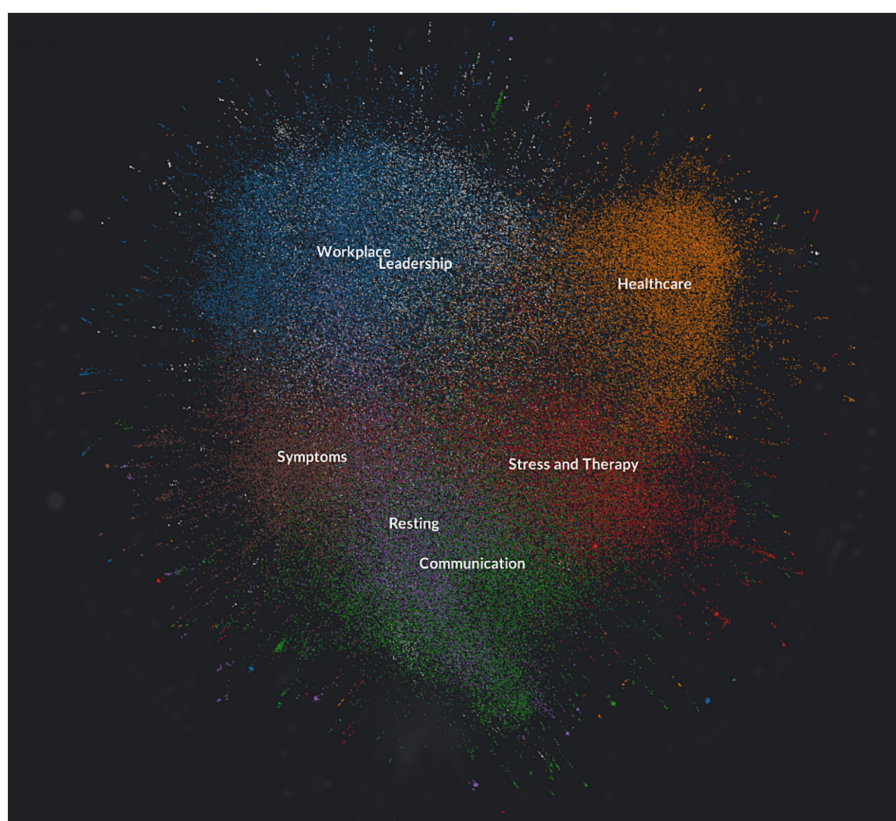 Workplace
Leadership
Healthcare
Symptoms
Stress and Therapy
Resting
Communication